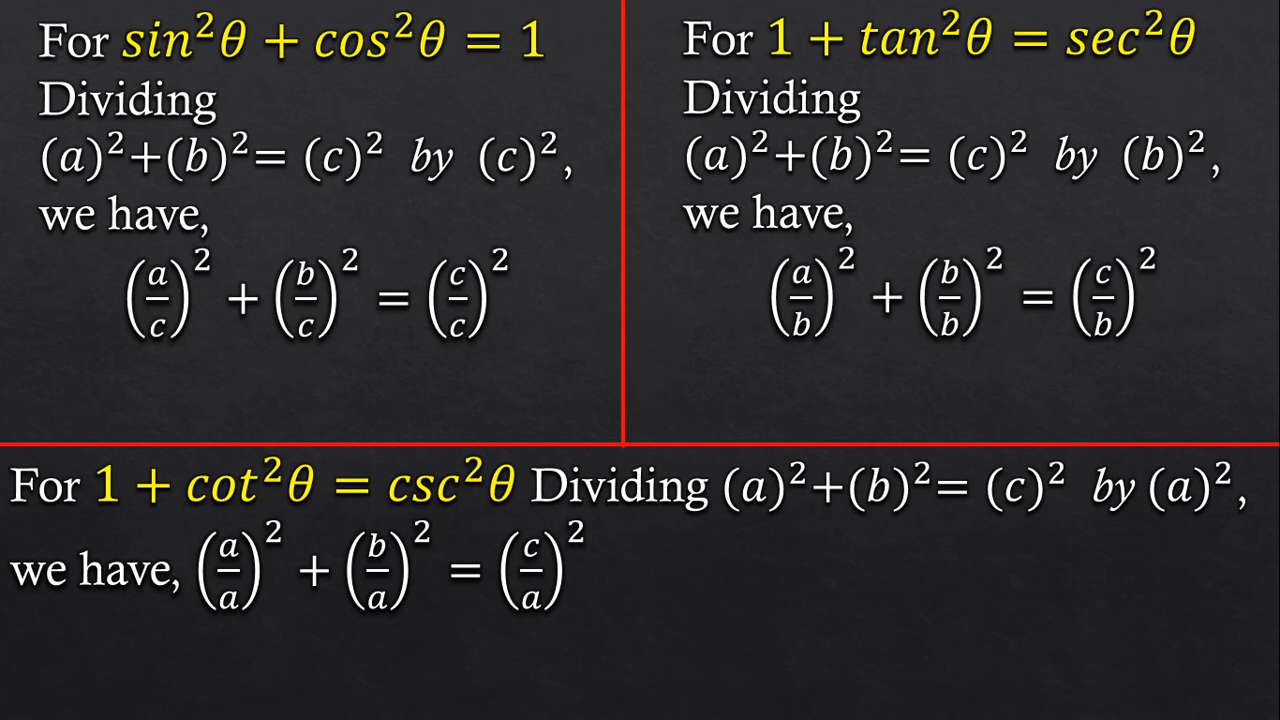 For 𝑠𝑖𝑛²𝜃 + 𝑐𝑜𝑠²𝜃 = 1
Dividing
(𝑎)²+(𝑏)²= (𝑐)² 𝑏𝑦 (𝑐)²,
we have,
(𝑎/𝑐)² + (𝑏/𝑐)² = (𝑐/𝑐)²
For 1 + 𝑡𝑎𝑛²𝜃 = 𝑠𝑒𝑐²𝜃
Dividing
(𝑎)²+(𝑏)²= (𝑐)² 𝑏𝑦 (𝑏)²,
we have,
(𝑎/𝑏)² + (𝑏/𝑏)² = (𝑐/𝑏)²
For 1 + 𝑐𝑜𝑡²𝜃 = 𝑐𝑠𝑐²𝜃 Dividing (𝑎)²+(𝑏)²= (𝑐)² 𝑏𝑦 (𝑎)²,
we have, (𝑎/𝑎)² + (𝑏/𝑎)² = (𝑐/𝑎)²